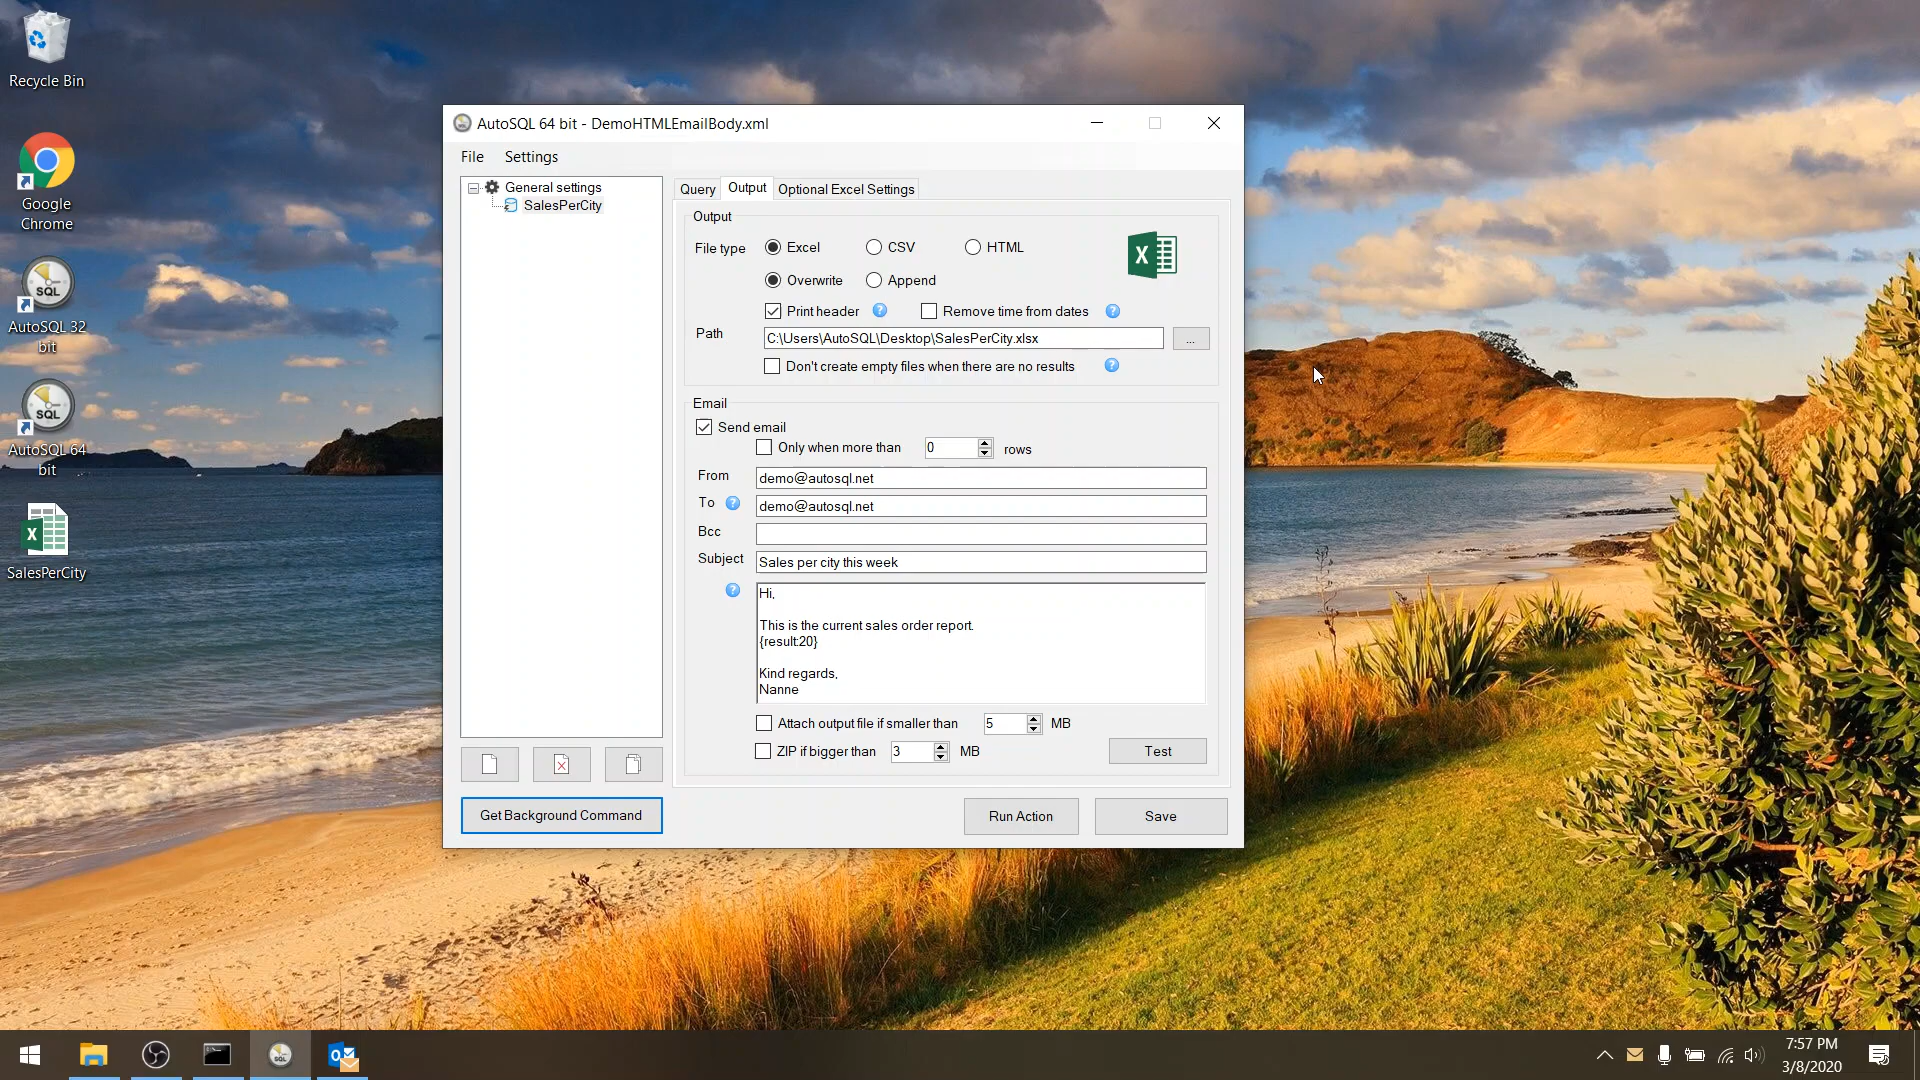 Recycle Bin
Google
Chrome
SQL
AutoSQL 32
bit
SQL
AutoSQL 64
bit
SalesPerCity
AutoSQL 64 bit - DemoHTMLEmailBody.xml
File Settings
General settings
SalesPerCity
Query Output Optional Excel Settings
Output
File type Excel CSV HTML
Overwrite Append
Print header ? Remove time from dates ?
Path C:\Users\AutoSQL\Desktop\SalesPerCity.xlsx ...
Don't create empty files when there are no results ?
Email
Send email
Only when more than 0 rows
From demo@autosql.net
To ? demo@autosql.net
Bcc
Subject Sales per city this week
? Hi,
This is the current sales order report.
{result:20}
Kind regards,
Nanne
Attach output file if smaller than 5 MB
ZIP if bigger than 3 MB Test
Get Background Command Run Action Save
7:57 PM
3/8/2020